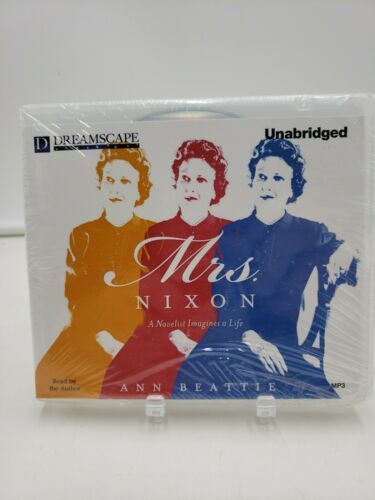 D DREAMSCAPE
Unabridged
Mrs.
NIXON
A Novelist Imagines a Life
Read by
the Author
ANN BEATTIE
MP3